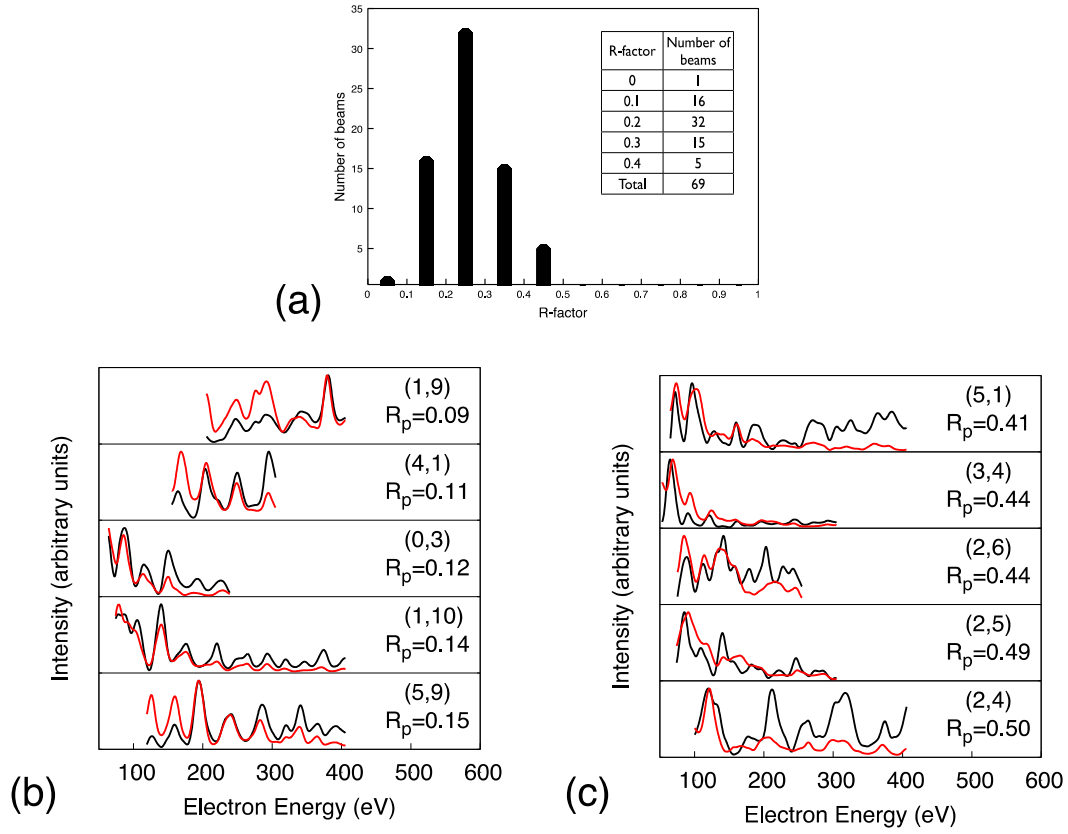 35
30
25
20
15
10
5
Number of beams
0 0.1 0.2 0.3 0.4 0.5 0.6 0.7 0.8 0.9 1
R-factor
R-factor Number of beams
0 1
0.1 16
0.2 32
0.3 15
0.4 5
Total 69
(a)
Intensity (arbitrary units)
(1,9)
Rp=0.09
(4,1)
Rp=0.11
(0,3)
Rp=0.12
(1,10)
Rp=0.14
(5,9)
Rp=0.15
100 200 300 400 500 600
Electron Energy (eV)
(b)
Intensity (arbitrary units)
(5,1)
Rp=0.41
(3,4)
Rp=0.44
(2,6)
Rp=0.44
(2,5)
Rp=0.49
(2,4)
Rp=0.50
100 200 300 400 500 600
Electron Energy (eV)
(c)